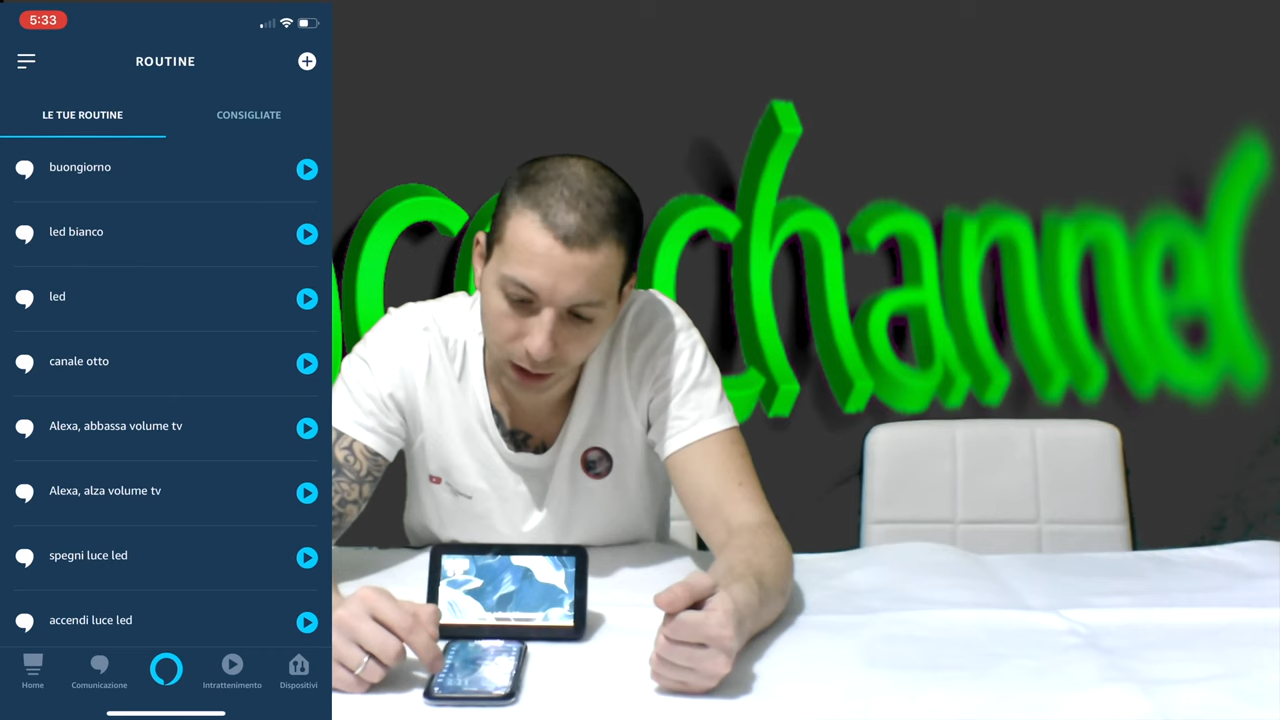 5:33
ROUTINE
LE TUE ROUTINE
CONSIGLIATE
buongiorno
led bianco
led
canale otto
Alexa, abbassa volume tv
Alexa, alza volume tv
spegni luce led
accendi luce led
Home
Comunicazione
Intrattenimento
Dispositivi
channel